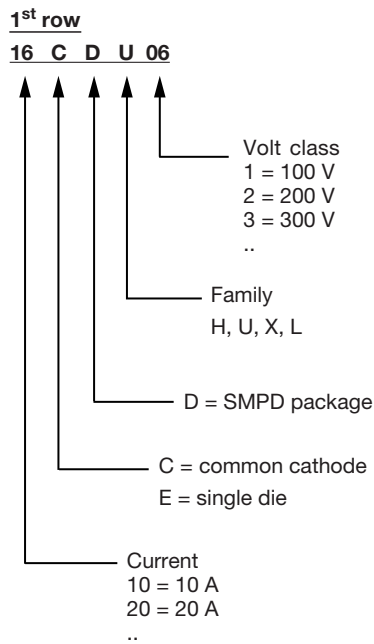 1st row
16 C D U 06
Volt class
1 = 100 V
2 = 200 V
3 = 300 V
..
Family
H, U, X, L
D = SMPD package
C = common cathode
E = single die
Current
10 = 10 A
20 = 20 A
..